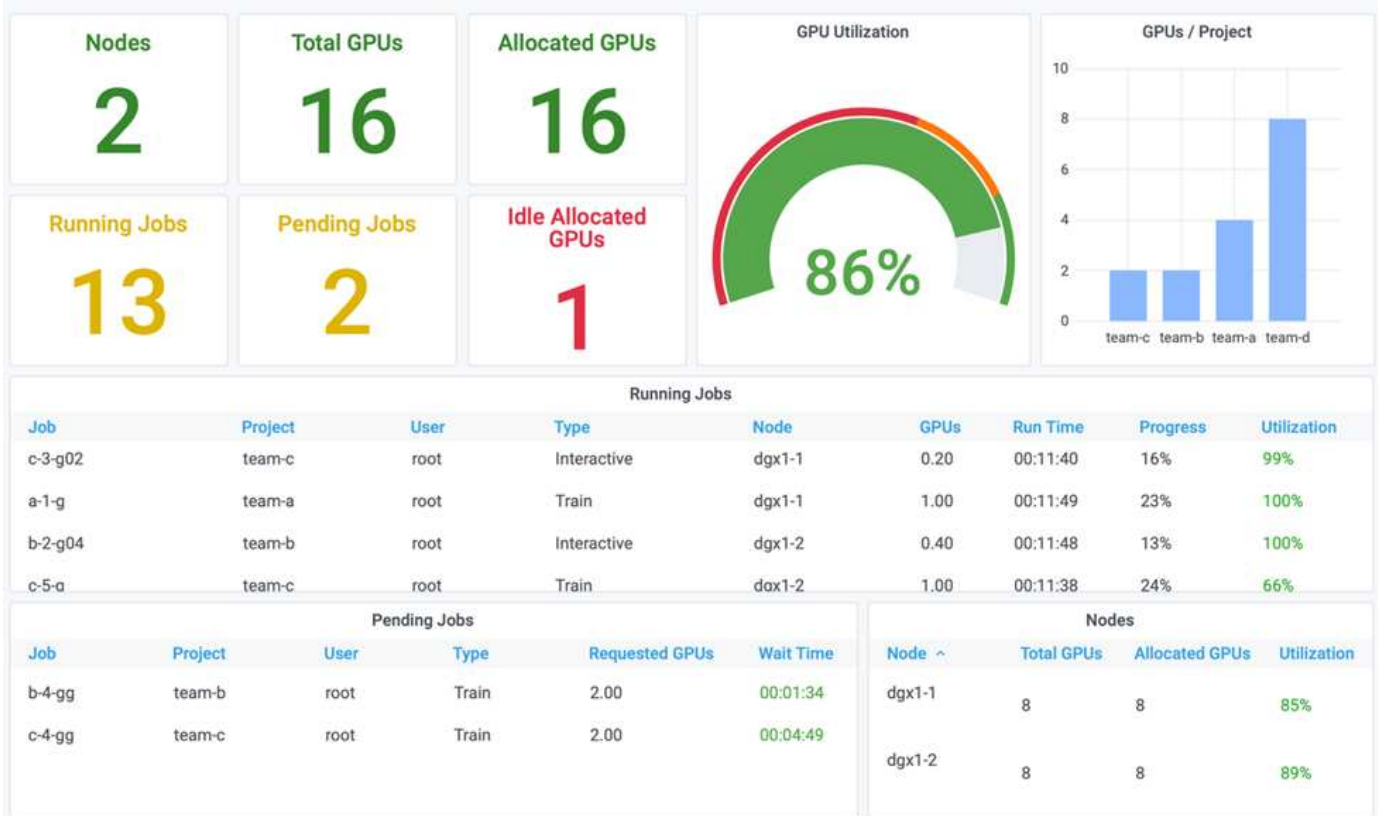 Nodes
2
Total GPUs
16
Allocated GPUs
16
Running Jobs
13
Pending Jobs
2
Idle Allocated
GPUs
1
GPU Utilization
86%
GPUs / Project
10
8
6
4
2
0
team-c team-b team-a team-d
Running Jobs
Job Project User Type Node GPUs Run Time Progress Utilization
c-3-g02 team-c root Interactive dgx1-1 0.20 00:11:40 16% 99%
a-1-g team-a root Train dgx1-1 1.00 00:11:49 23% 100%
b-2-g04 team-b root Interactive dgx1-2 0.40 00:11:48 13% 100%
c-5-g team-c root Train dgx1-2 1.00 00:11:38 24% 66%
Pending Jobs
Job Project User Type Requested GPUs Wait Time
b-4-gg team-b root Train 2.00 00:01:34
c-4-gg team-c root Train 2.00 00:04:49
Nodes
Node Total GPUs Allocated GPUs Utilization
dgx1-1 8 8 85%
dgx1-2 8 8 89%